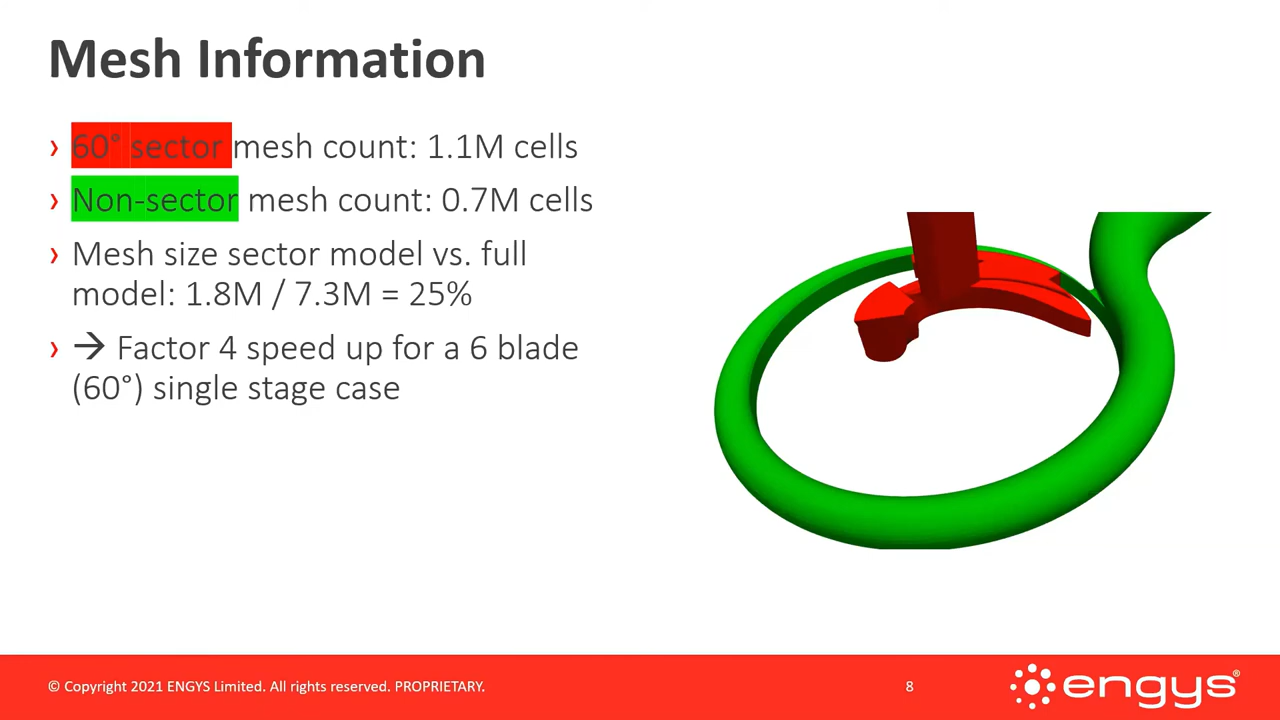 Mesh Information
› 60° sector mesh count: 1.1M cells
› Non-sector mesh count: 0.7M cells
› Mesh size sector model vs. full
model: 1.8M / 7.3M = 25%
› → Factor 4 speed up for a 6 blade
(60°) single stage case
© Copyright 2021 ENGYS Limited. All rights reserved. PROPRIETARY.
8
engys®